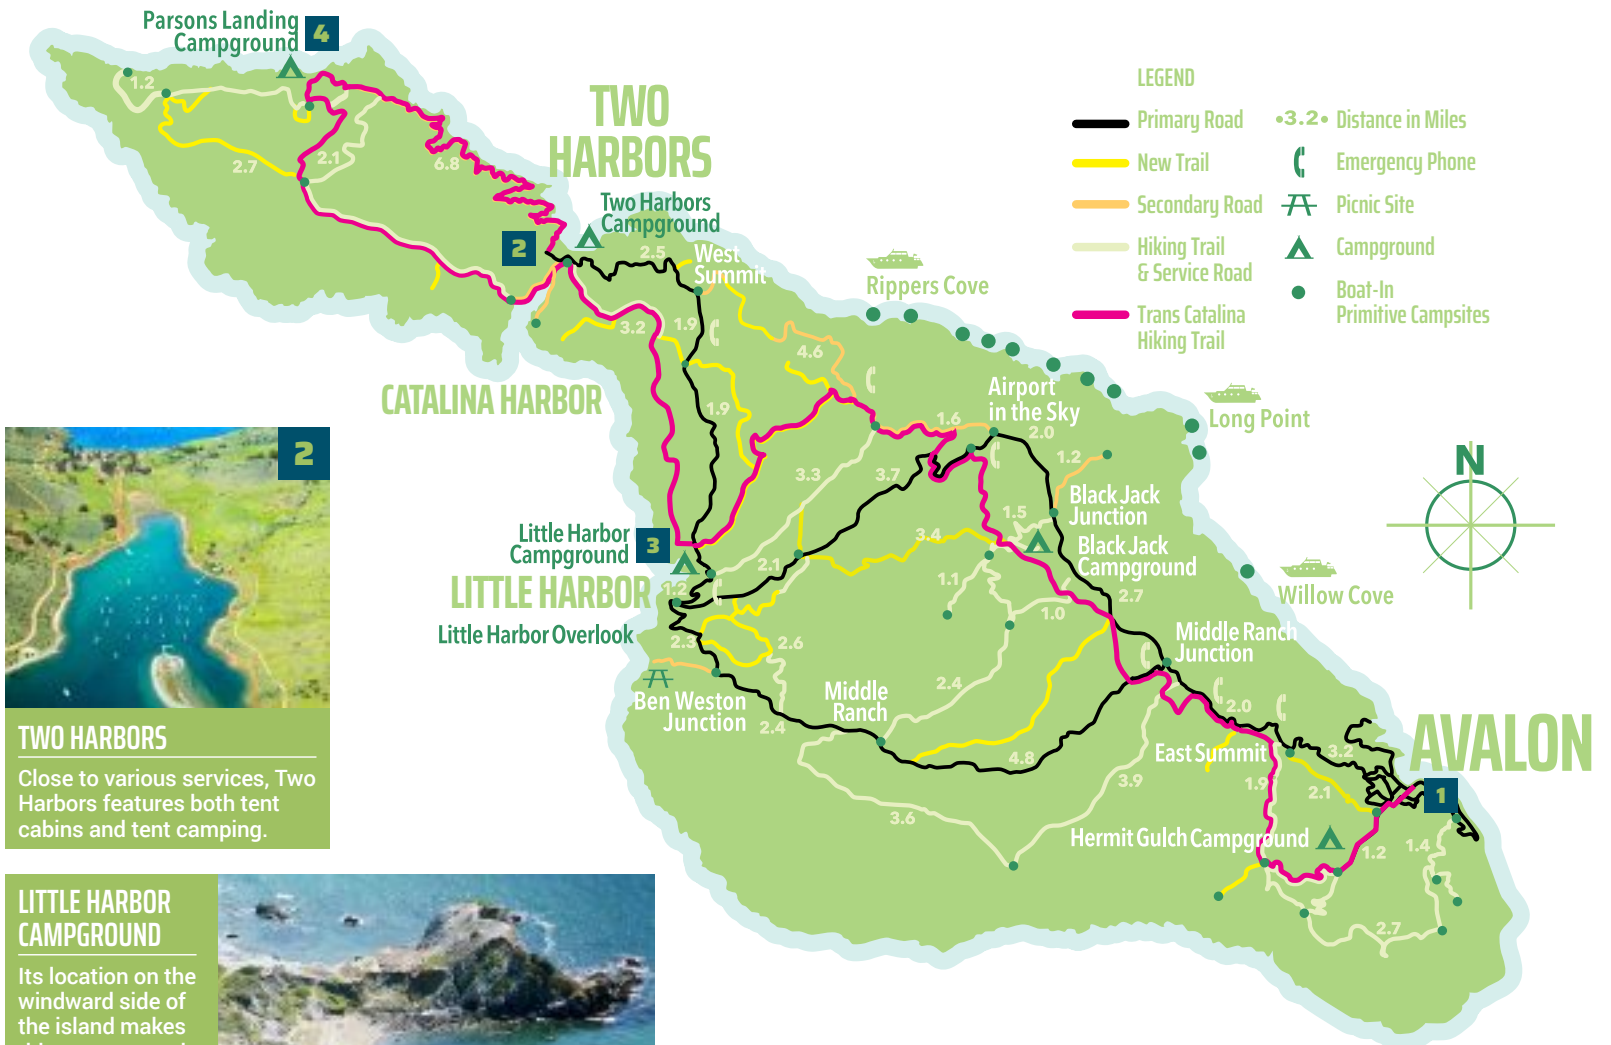 Parsons Landing
Campground
4
1.2
2.7
2.1
6.8
TWO
HARBORS
Two Harbors
Campground
2
2.5
West
Summit
3.2
1.9
CATALINA HARBOR
1.9
4.6
Rippers Cove
LEGEND
Primary Road
New Trail
Secondary Road
Hiking Trail
& Service Road
Trans Catalina
Hiking Trail
•3.2• Distance in Miles
Emergency Phone
Picnic Site
Campground
Boat-In
Primitive Campsites
Airport
in the Sky
1.6
2.0
1.2
Long Point
N
3.3
3.7
1.5
3.4
Black Jack
Junction
Black Jack
Campground
Little Harbor
Campground
3
LITTLE HARBOR
1.2
2.1
1.1
1.0
2.7
Willow Cove
Little Harbor Overlook
2.3
2.6
Middle Ranch
Junction
2.4
Ben Weston
Junction
Middle
Ranch
2.4
2.0
AVALON
East Summit
3.2
4.8
3.9
1.9
2.1
1
3.6
Hermit Gulch Campground
1.2
1.4
2.7
2
TWO HARBORS
Close to various services, Two
Harbors features both tent
cabins and tent camping.
LITTLE HARBOR
CAMPGROUND
Its location on the
windward side of
the island makes